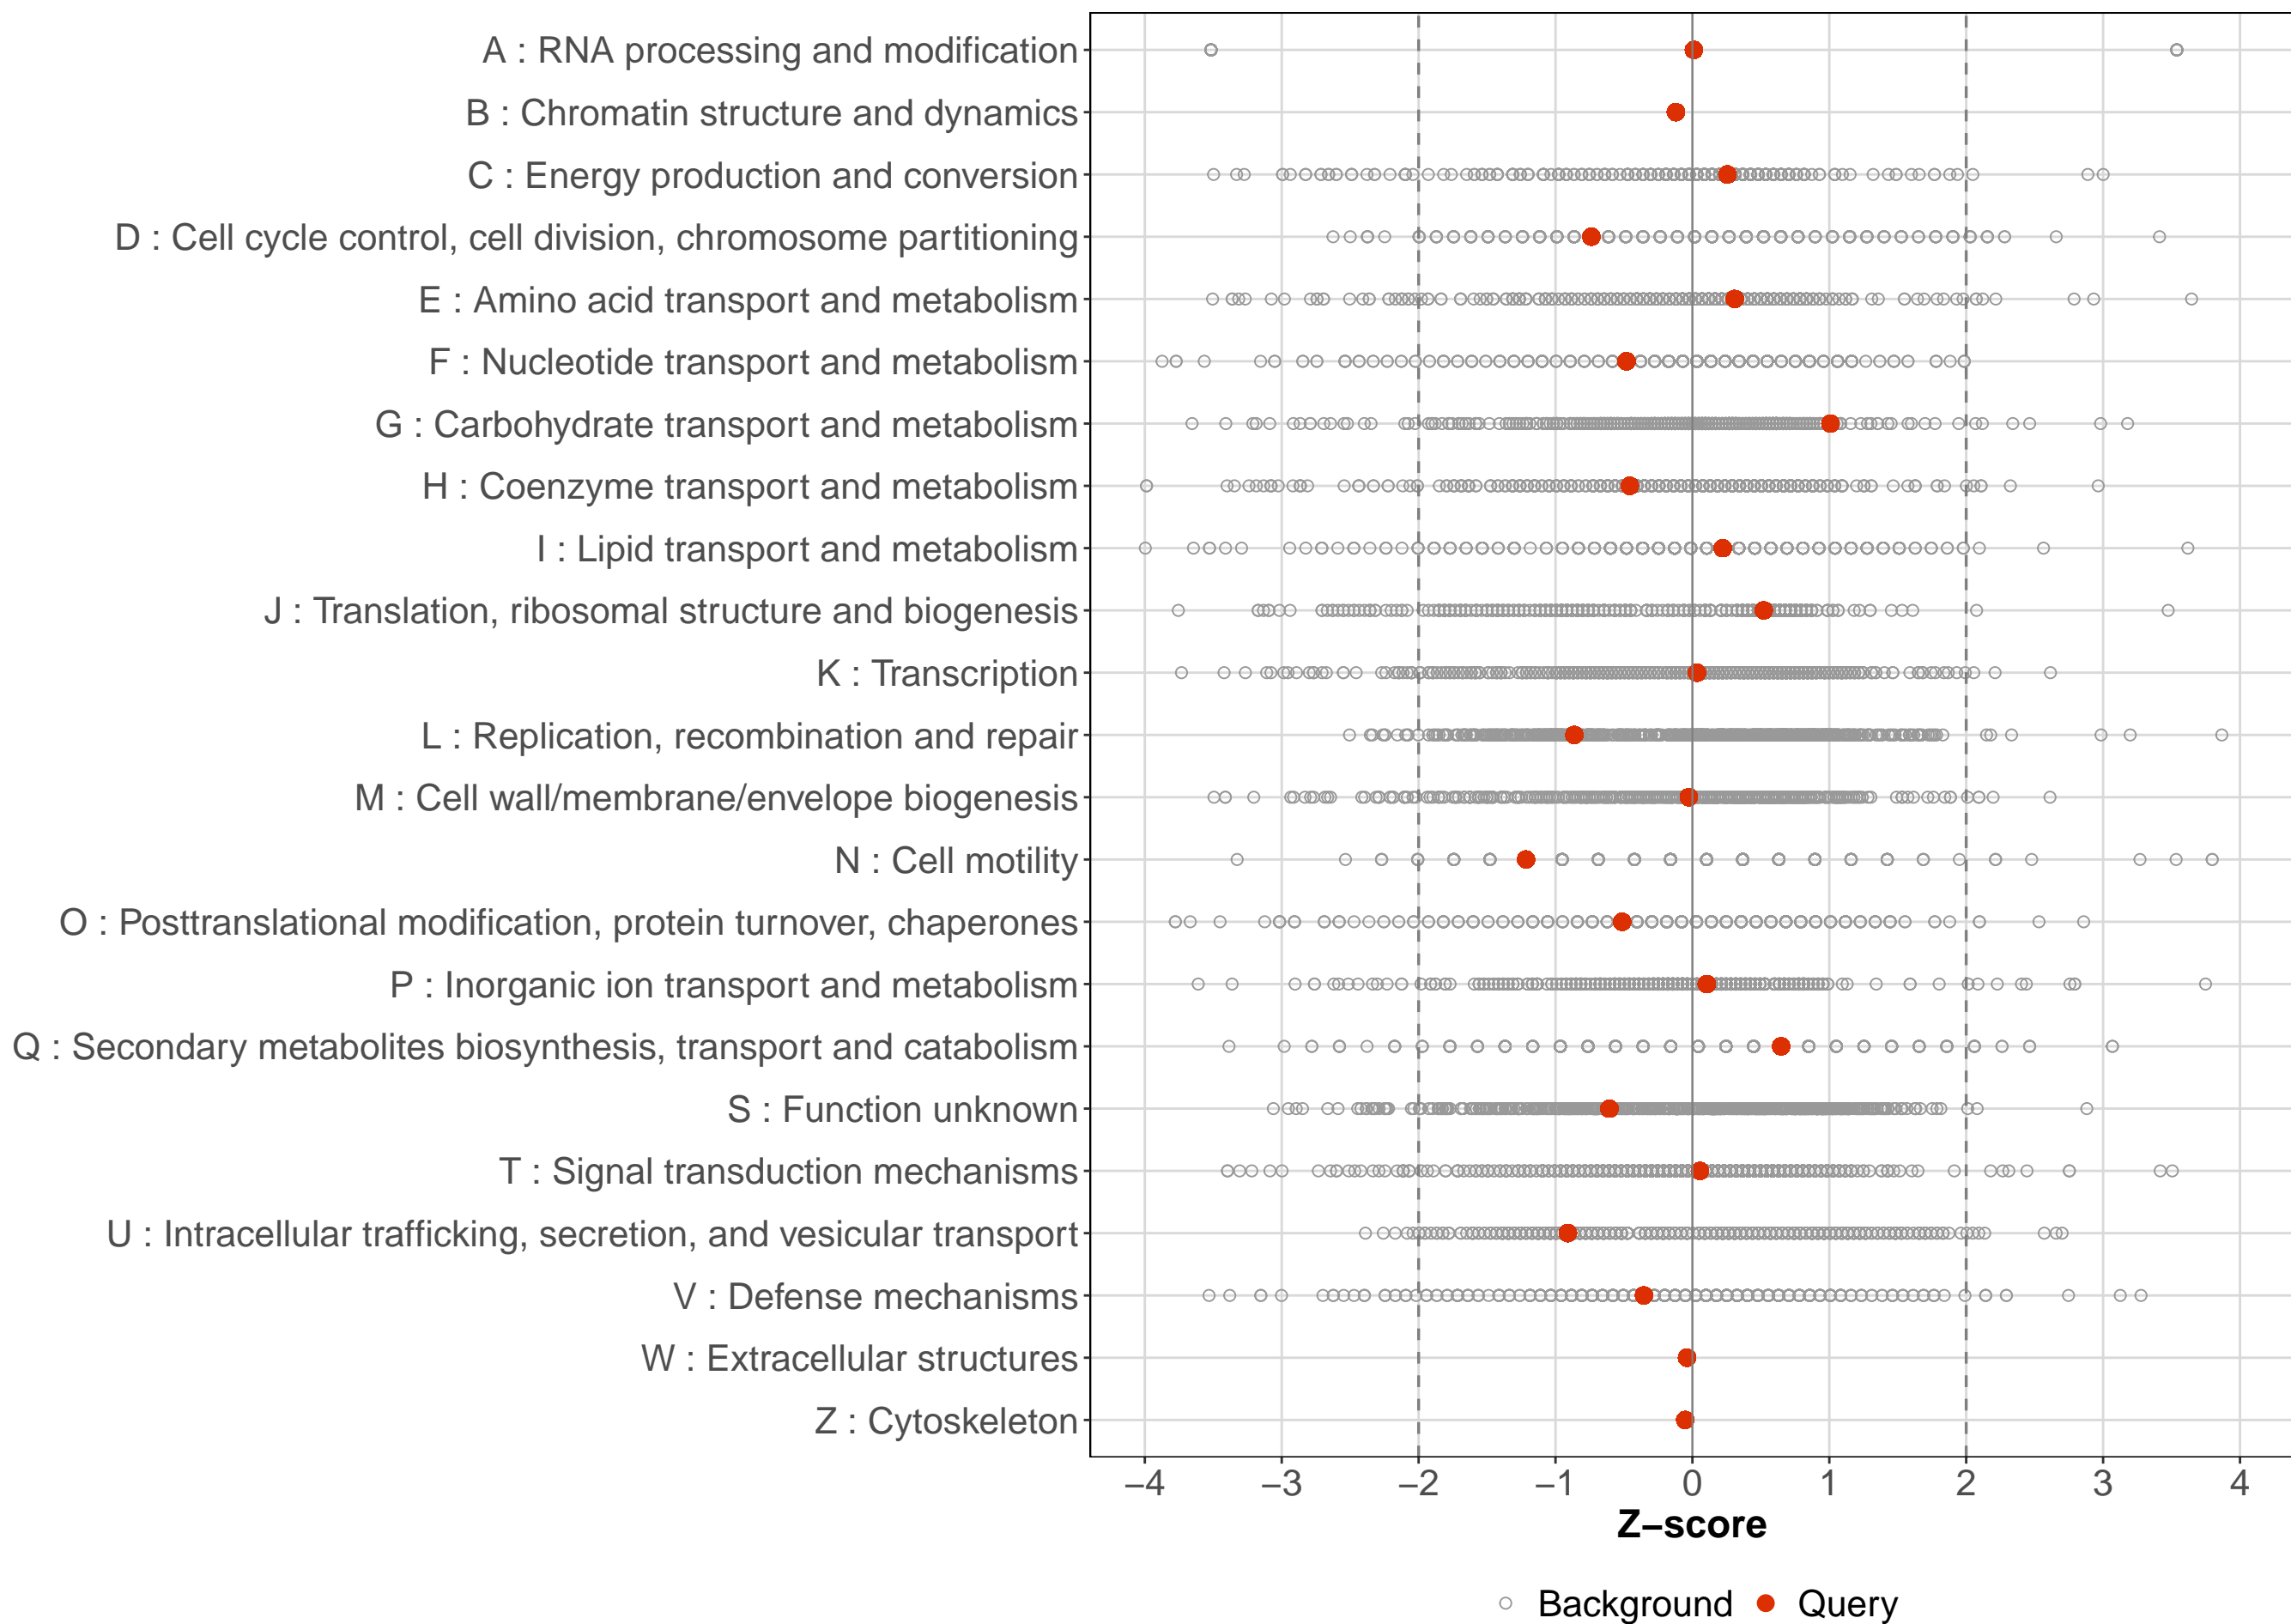 A : RNA processing and modification
B : Chromatin structure and dynamics
C : Energy production and conversion
D : Cell cycle control, cell division, chromosome partitioning
E : Amino acid transport and metabolism
F : Nucleotide transport and metabolism
G : Carbohydrate transport and metabolism
H : Coenzyme transport and metabolism
I : Lipid transport and metabolism
J : Translation, ribosomal structure and biogenesis
K : Transcription
L : Replication, recombination and repair
M : Cell wall/membrane/envelope biogenesis
N : Cell motility
O : Posttranslational modification, protein turnover, chaperones
P : Inorganic ion transport and metabolism
Q : Secondary metabolites biosynthesis, transport and catabolism
S : Function unknown
T : Signal transduction mechanisms
U : Intracellular trafficking, secretion, and vesicular transport
V : Defense mechanisms
W : Extracellular structures
Z : Cytoskeleton
−4 −3 −2 −1 0 1 2 3 4
Z−score
Background Query